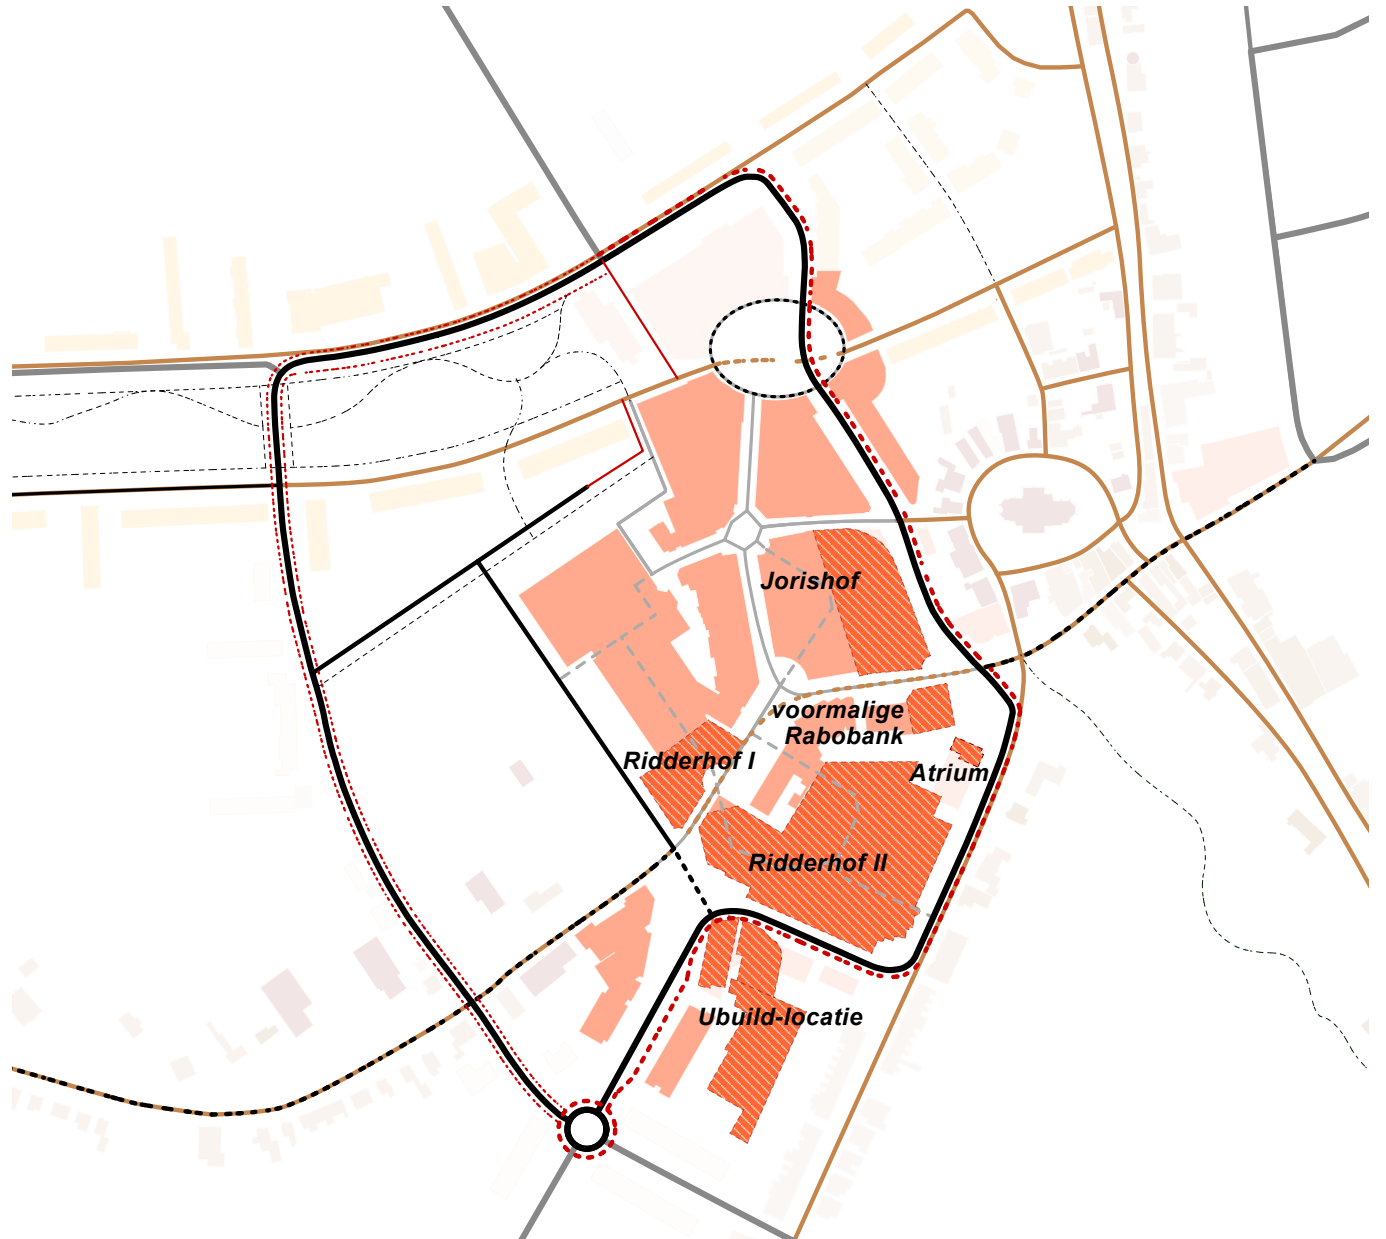 Jorishof
voormalige
Rabobank
Ridderhof I
Atrium
Ridderhof II
Ubuild-locatie